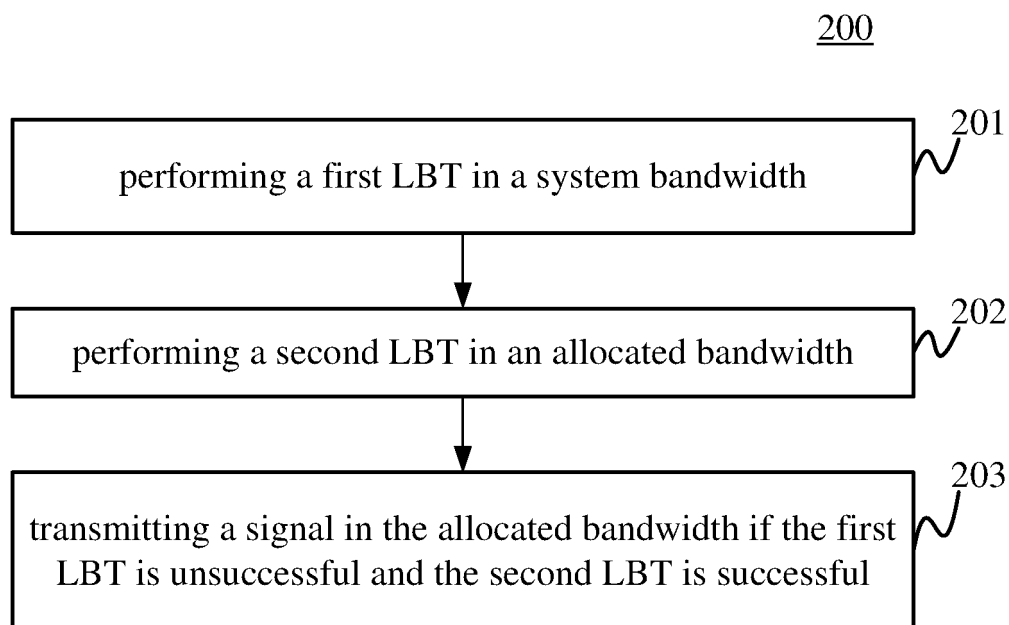 200
201
performing a first LBT in a system bandwidth
202
performing a second LBT in an allocated bandwidth
203
transmitting a signal in the allocated bandwidth if the first
LBT is unsuccessful and the second LBT is successful